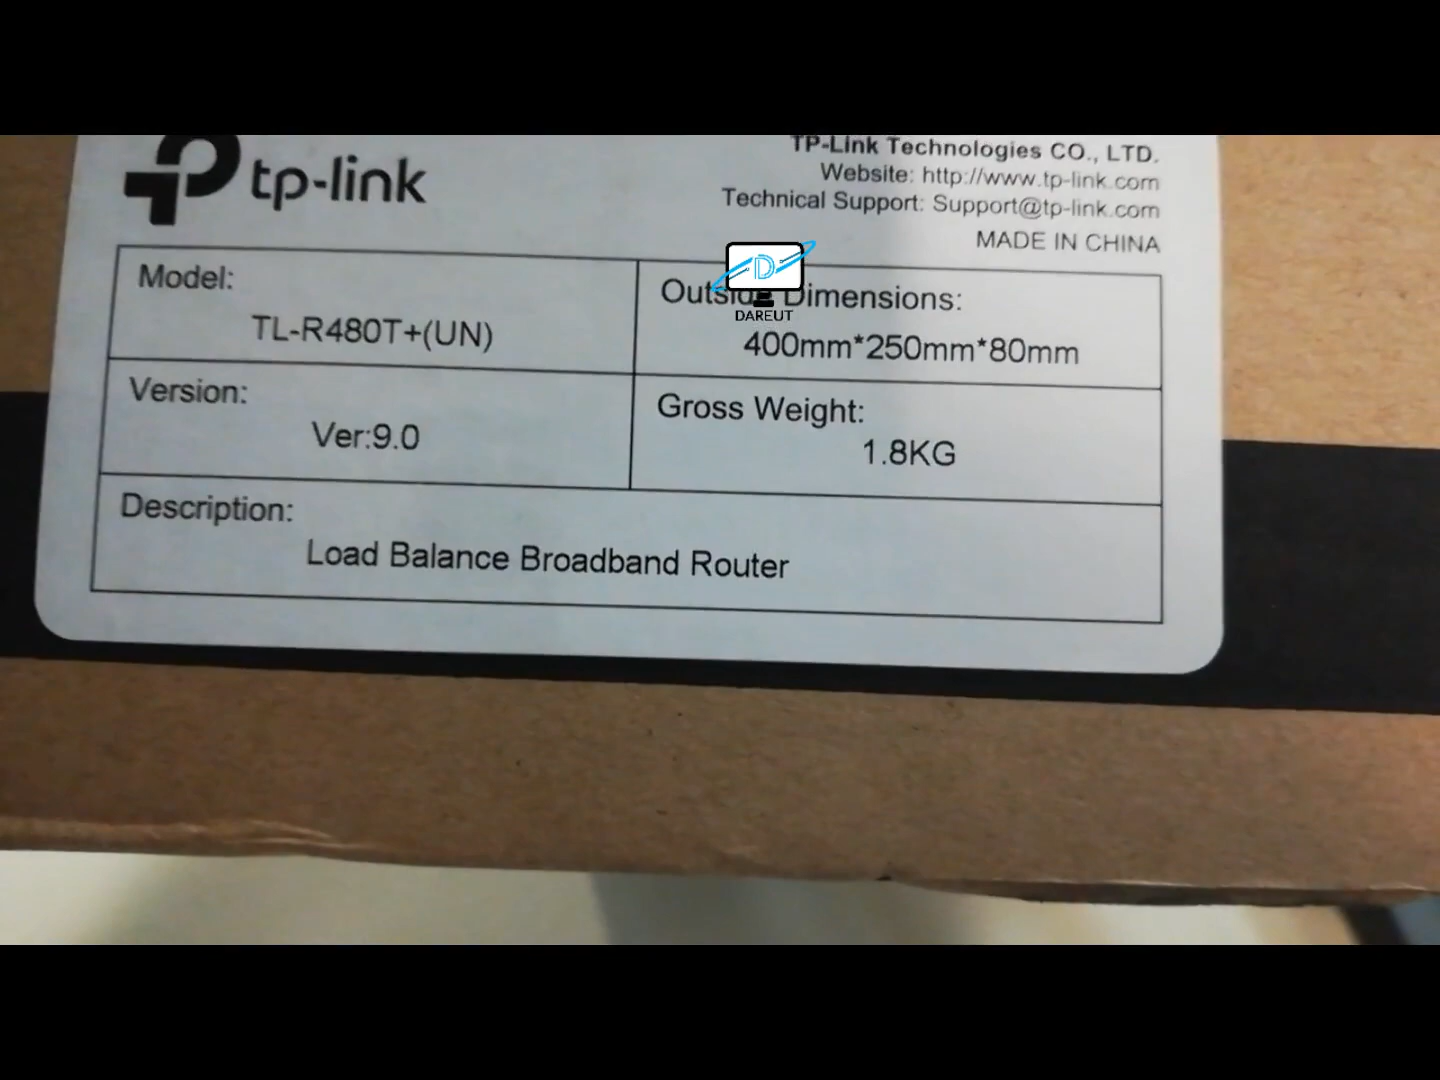 tp-link
TP-Link Technologies CO., LTD.
Website: http://www.tp-link.com
Technical Support: Support@tp-link.com
MADE IN CHINA
Model:
TL-R480T+(UN)
Outside Dimensions:
400mm*250mm*80mm
D
DAREUT
Version:
Ver:9.0
Gross Weight:
1.8KG
Description:
Load Balance Broadband Router